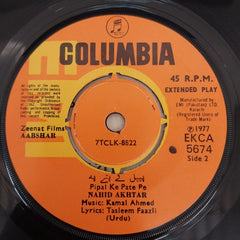 COLUMBIA
45 R.P.M.
EXTENDED PLAY
Manufactured by
EMI (Pakistan) LTD.
Karachi
(Registered Users of
Trade Mark)
7TCLK-8822
Zeenat Films
AABSHAR
℗ 1977
EKCA
5674
Side 2
Pipal Ke Pate Pe
NAHID AKHTAR
Music: Kamal Ahmed
Lyrics: Tasleem Faazli
(Urdu)